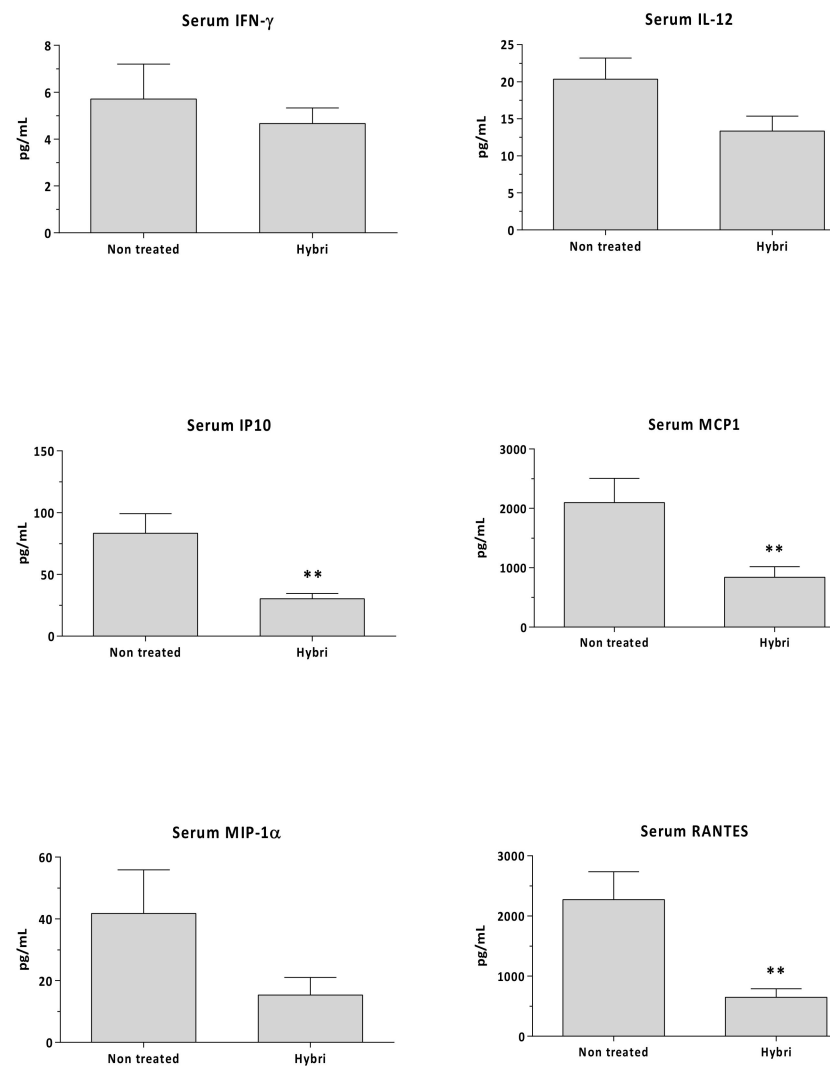 Serum IFN-γ
8
6
4
2
0
pg/mL
Non treated
Hybri
Serum IL-12
25
20
15
10
5
0
pg/mL
Non treated
Hybri
Serum IP10
150
100
50
0
pg/mL
**
Non treated
Hybri
Serum MCP1
3000
2000
1000
0
pg/mL
**
Non treated
Hybri
Serum MIP-1α
60
40
20
0
pg/mL
Non treated
Hybri
Serum RANTES
3000
2000
1000
0
pg/mL
**
Non treated
Hybri